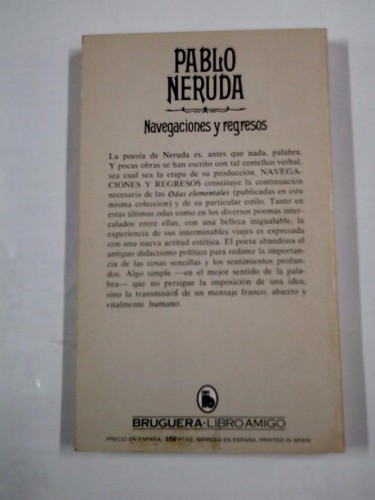 PABLO
NERUDA
Navegaciones y regresos
La poesía de Neruda es, antes que nada, palabra.
Y pocas obras se han escrito con tal centelleo verbal,
sea cual sea la etapa de su producción. NAVEGA-
CIONES Y REGRESOS constituye la continuación
necesaria de las Odas elementales (publicadas en esta
misma colección) y de su particular estilo. Tanto en
estas últimas odas como en los diversos poemas inter-
calados entre ellas, con una belleza inigualable, la
experiencia de sus interminables viajes es expresada
con una nueva actitud estética. El poeta abandona el
antiguo didactismo político para redimir la importan-
cia de las cosas sencillas y los sentimientos profun-
dos. Algo simple —en el mejor sentido de la pala-
bra— que no persigue la imposición de una idea,
sino la transmisión de un mensaje franco, abierto y
vitalmente humano.
BRUGUERA·LIBRO AMIGO
PRECIO EN ESPAÑA, 150 PTAS. IMPRESO EN ESPAÑA. PRINTED IN SPAIN